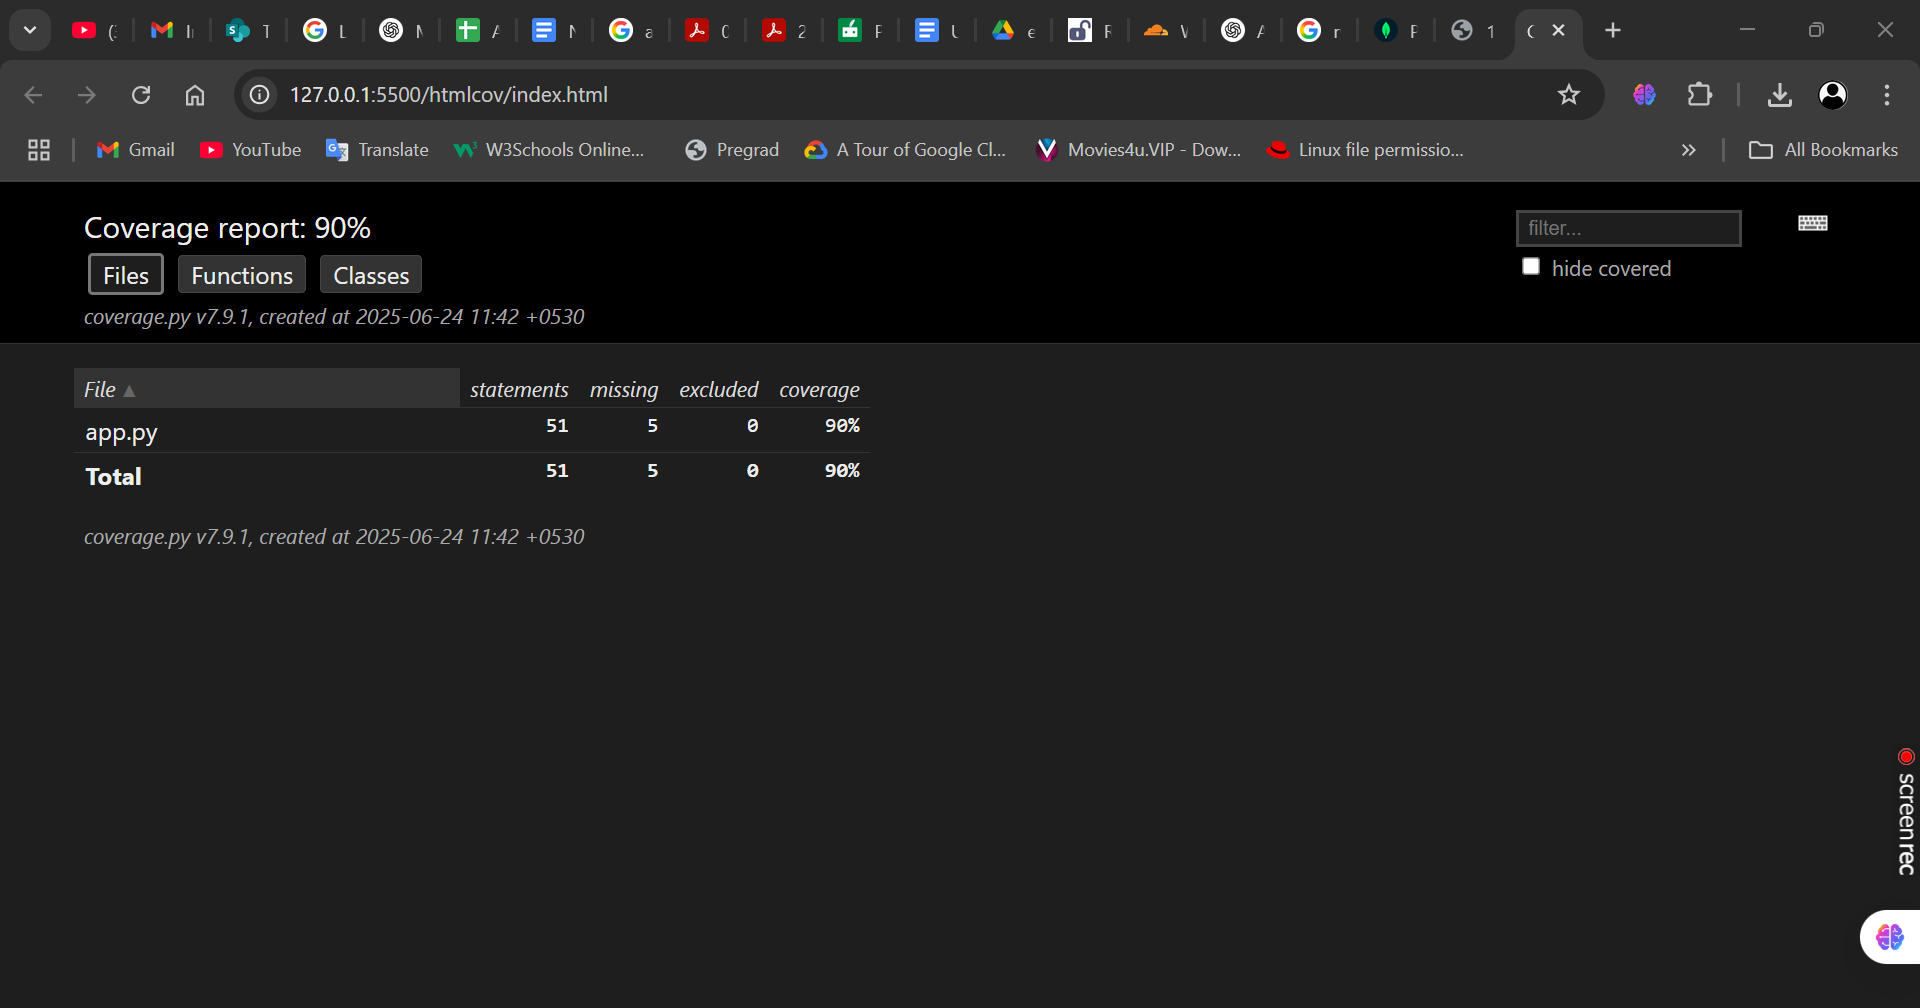 127.0.0.1:5500/htmlcov/index.html
Gmail YouTube Translate W3Schools Online... Pregrad A Tour of Google Cl... Movies4u.VIP - Dow... Linux file permissio... » All Bookmarks
Coverage report: 90%
filter...
Files Functions Classes
hide covered
coverage.py v7.9.1, created at 2025-06-24 11:42 +0530
File ▲ statements missing excluded coverage
app.py 51 5 0 90%
Total 51 5 0 90%
coverage.py v7.9.1, created at 2025-06-24 11:42 +0530
screenrec